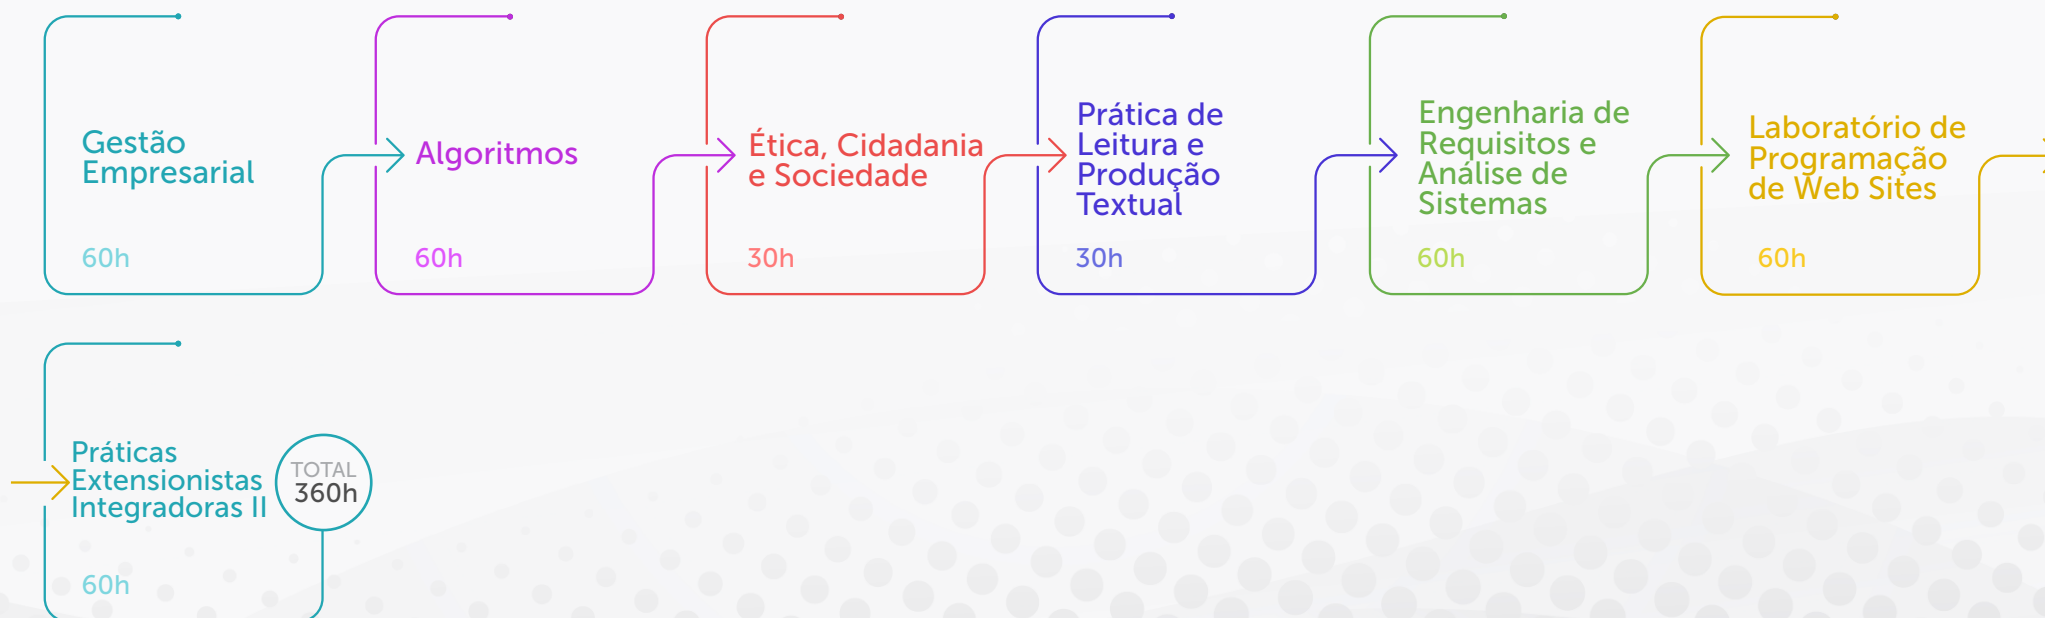 Gestão
Empresarial
60h
Algoritmos
60h
Ética, Cidadania
e Sociedade
30h
Prática de
Leitura e
Produção
Textual
30h
Engenharia de
Requisitos e
Análise de
Sistemas
60h
Laboratório de
Programação
de Web Sites
60h
Práticas
Extensionistas
Integradoras II
60h
TOTAL
360h